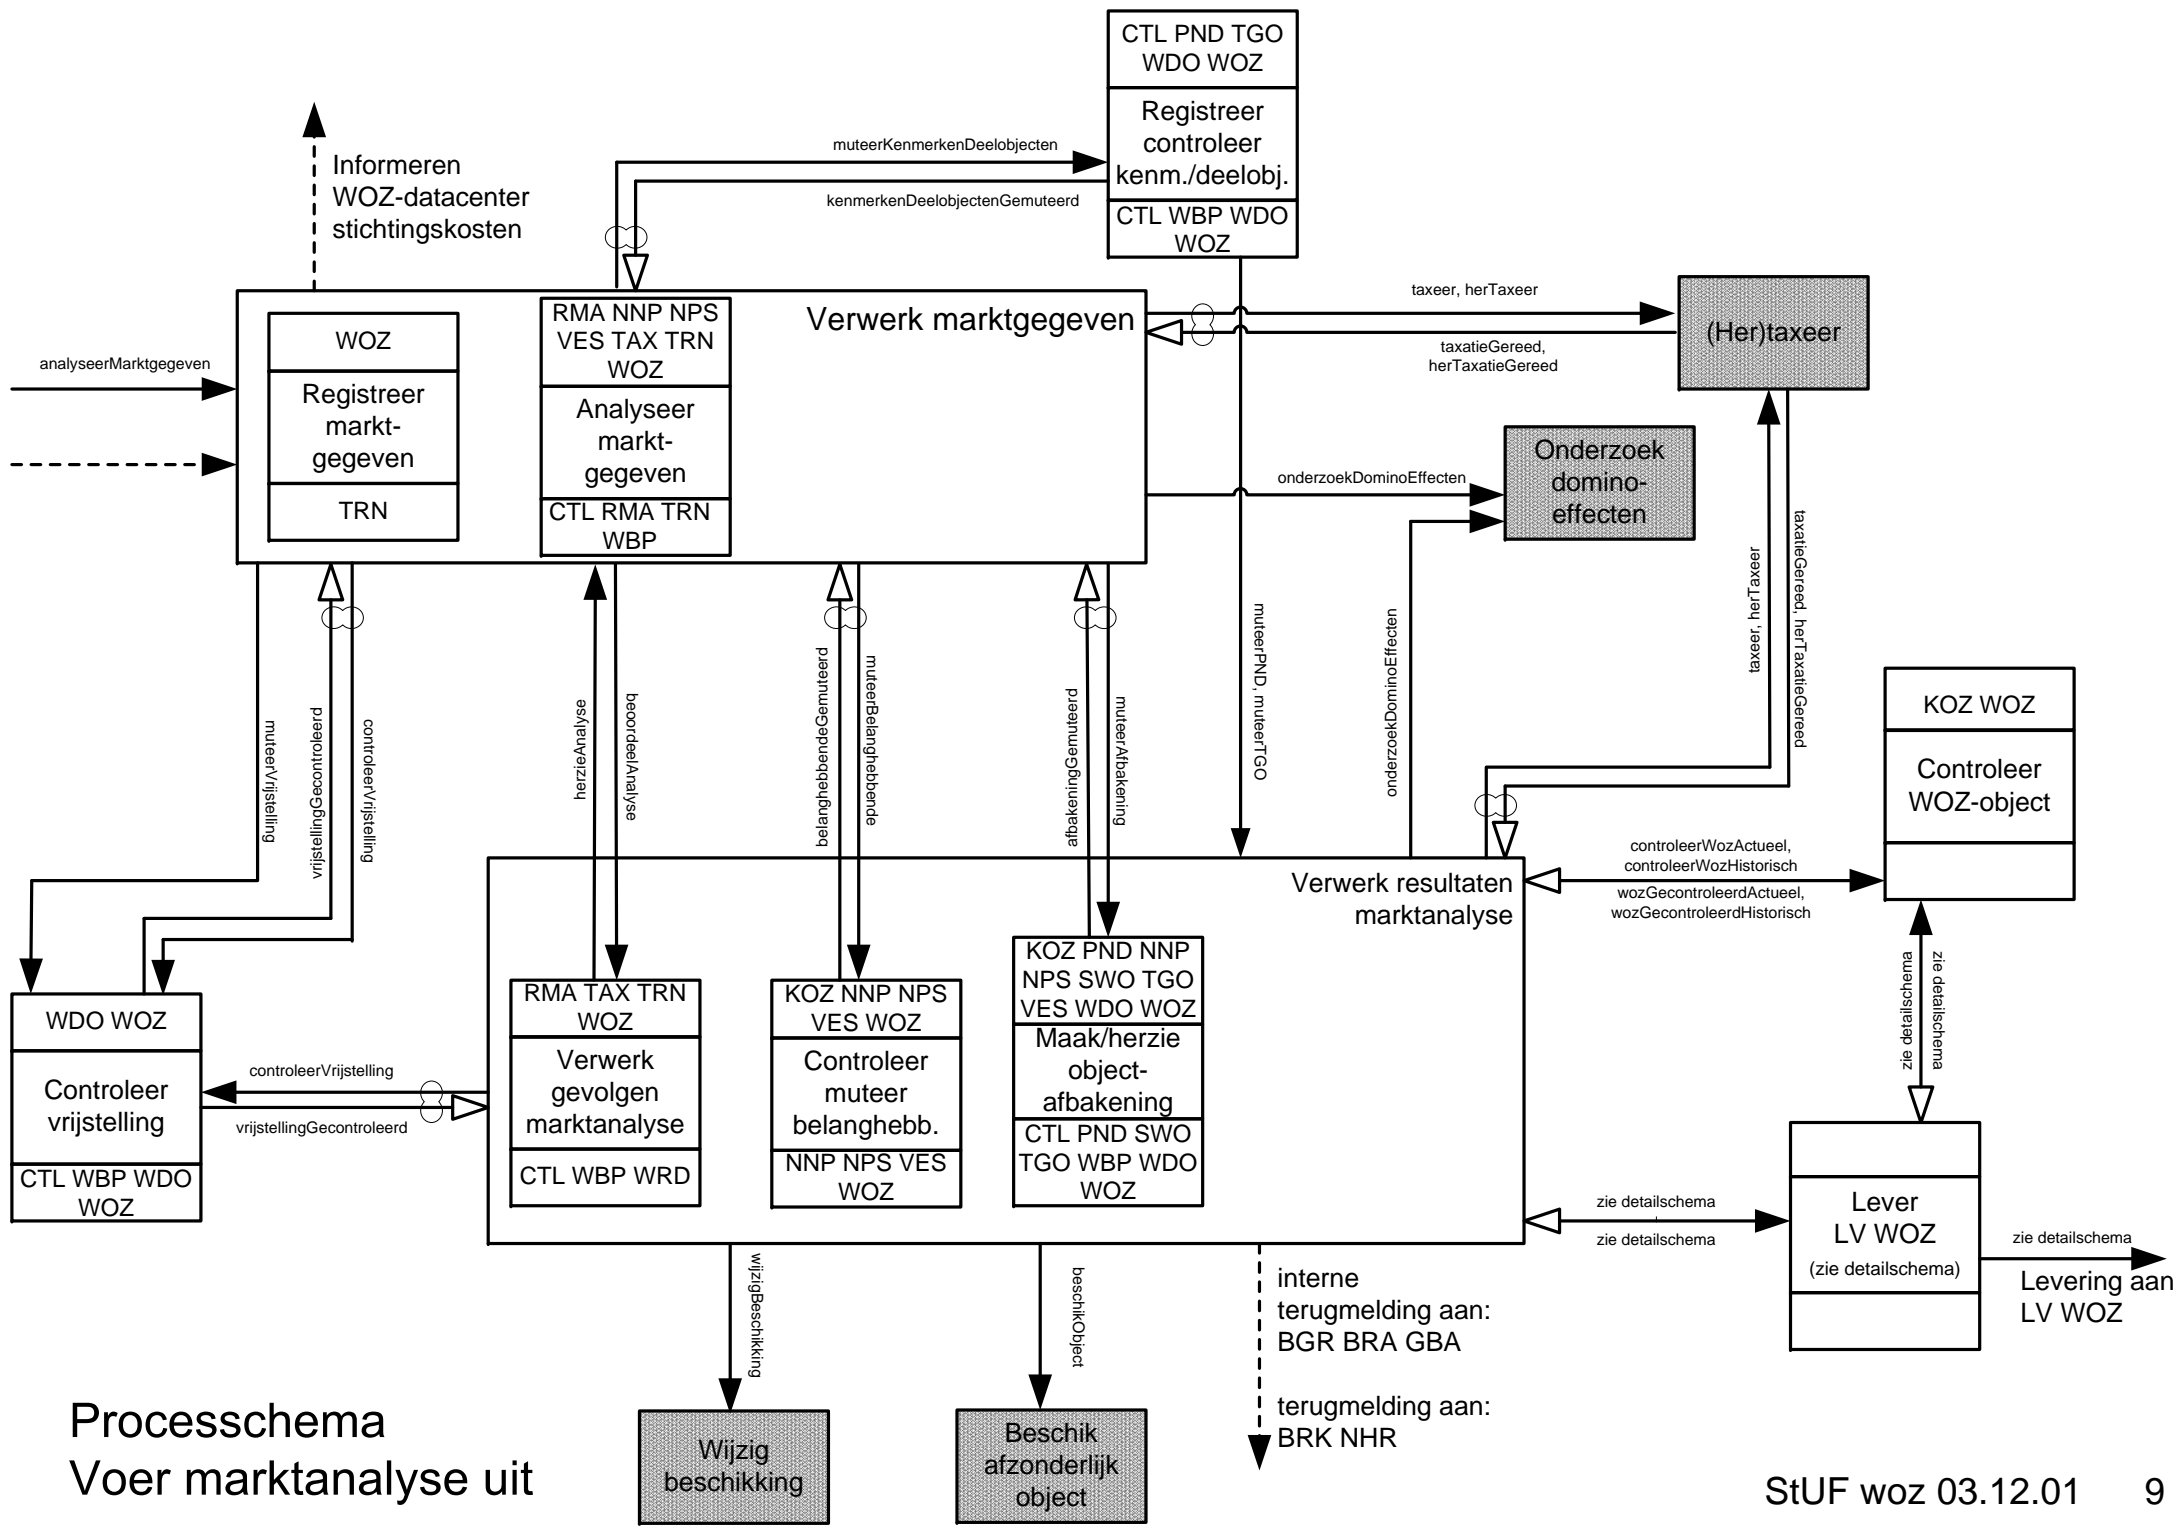 CTL PND TGO
WDO WOZ
Registreer
controleer
kenm./deelobj.
CTL WBP WDO
WOZ
muteerKenmerkenDeelobjecten
kenmerkenDeelobjectenGemuteerd
Informeren
WOZ-datacenter
stichtingskosten
analyseerMarktgegeven
WOZ
Registreer
markt-
gegeven
TRN
RMA NNP NPS
VES TAX TRN
WOZ
Analyseer
markt-
gegeven
CTL RMA TRN
WBP
Verwerk marktgegeven
taxeer, herTaxeer
taxatieGereed,
herTaxatieGereed
(Her)taxeer
onderzoekDominoEffecten
Onderzoek
domino-
effecten
muteerVrijstelling
vrijstellingGecontroleerd
controleerVrijstelling
herzieAnalyse
beoordeelAnalyse
belanghebbendeGemuteerd
muteerBelanghebbende
afbakeningGemuteerd
muteerAfbakening
muteerPND, muteerTGO
onderzoekDominoEffecten
taxeer, herTaxeer
taxatieGereed, herTaxatieGereed
KOZ WOZ
Controleer
WOZ-object
controleerWozActueel,
controleerWozHistorisch
wozGecontroleerdActueel,
wozGecontroleerdHistorisch
Verwerk resultaten
marktanalyse
WDO WOZ
Controleer
vrijstelling
CTL WBP WDO
WOZ
controleerVrijstelling
vrijstellingGecontroleerd
RMA TAX TRN
WOZ
Verwerk
gevolgen
marktanalyse
CTL WBP WRD
KOZ NNP NPS
VES WOZ
Controleer
muteer
belanghebb.
NNP NPS VES
WOZ
KOZ PND NNP
NPS SWO TGO
VES WDO WOZ
Maak/herzie
object-
afbakening
CTL PND SWO
TGO WBP WDO
WOZ
zie detailschema
zie detailschema
zie detailschema
zie detailschema
Lever
LV WOZ
(zie detailschema)
zie detailschema
Levering aan
LV WOZ
wijzigBeschikking
beschikObject
interne
terugmelding aan:
BGR BRA GBA
terugmelding aan:
BRK NHR
Wijzig
beschikking
Beschik
afzonderlijk
object
Processchema
Voer marktanalyse uit
StUF woz 03.12.01 9